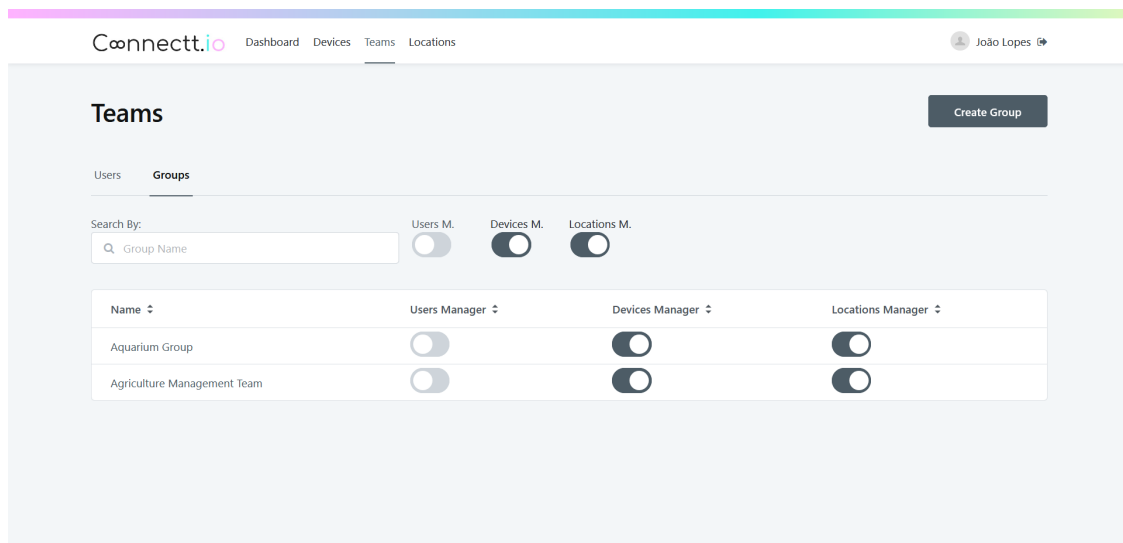 Connectt.io Dashboard Devices Teams Locations João Lopes
Teams Create Group
Users Groups
Search By: Users M. Devices M. Locations M.
Group Name
Name Users Manager Devices Manager Locations Manager
Aquarium Group
Agriculture Management Team